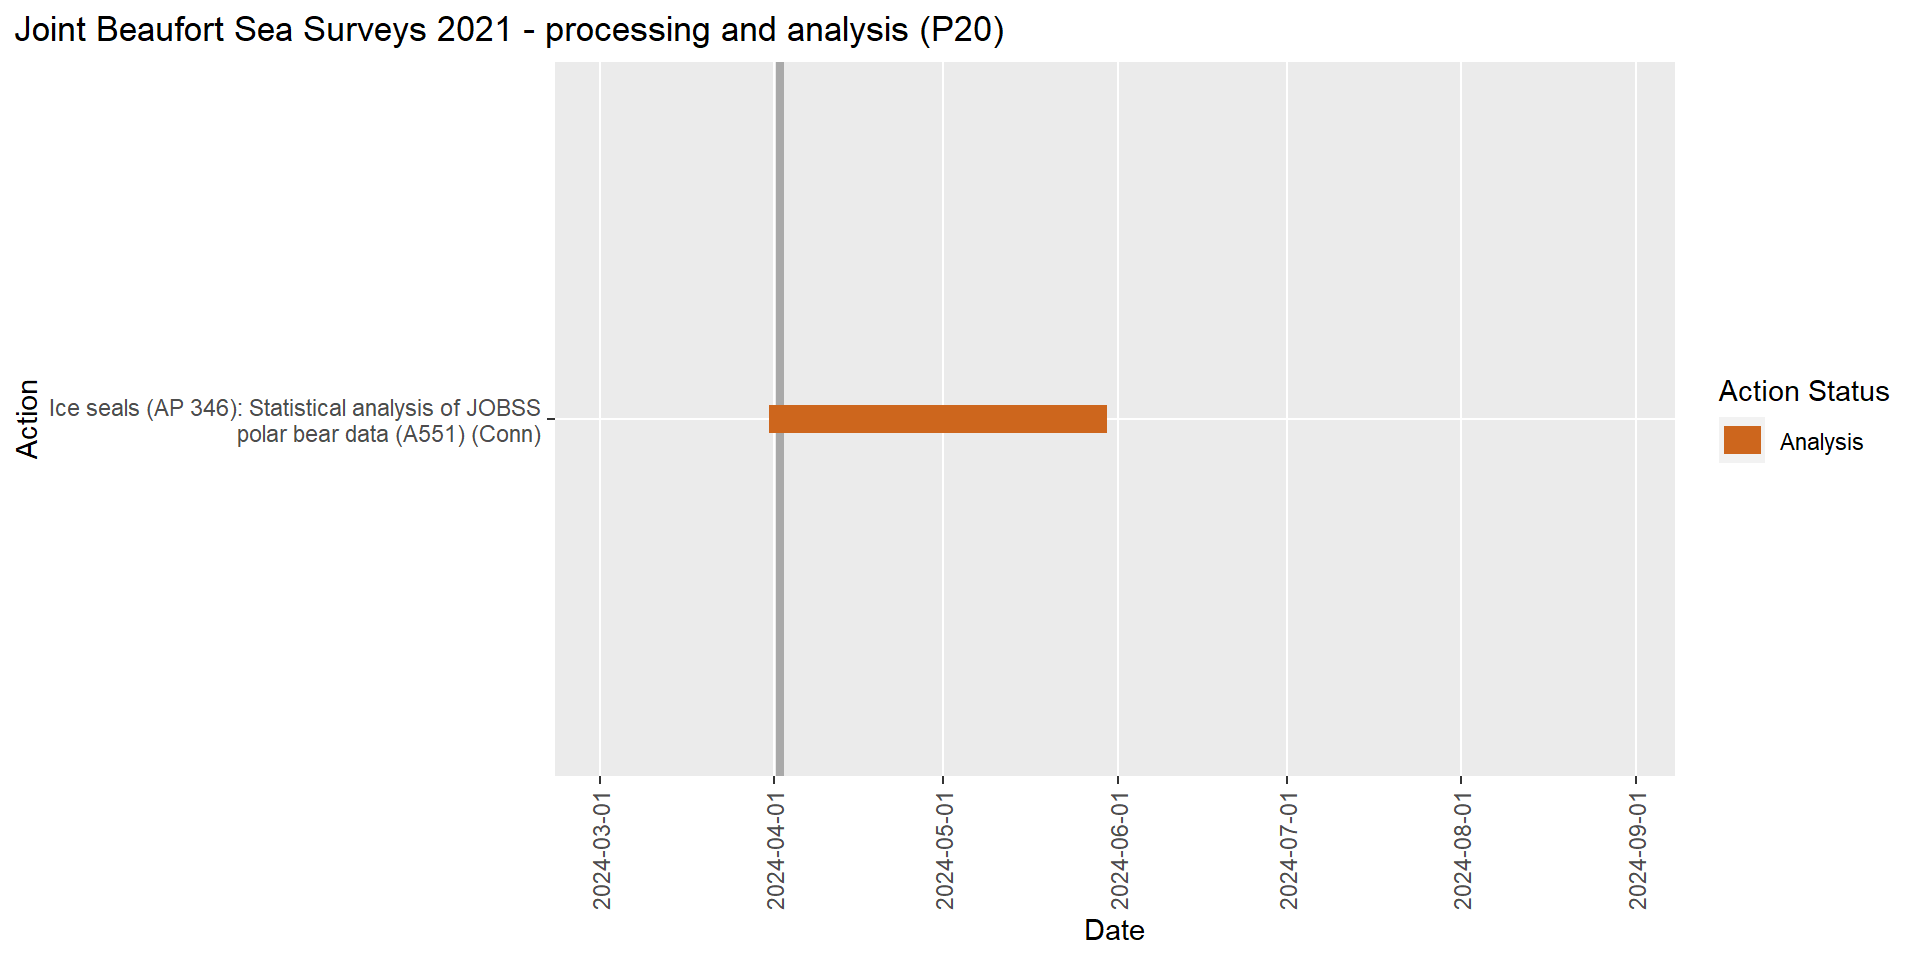 Joint Beaufort Sea Surveys 2021 - processing and analysis (P20)
Action
Ice seals (AP 346): Statistical analysis of JOBSS
polar bear data (A551) (Conn)
Action Status
Analysis
2024-03-01
2024-04-01
2024-05-01
2024-06-01
2024-07-01
2024-08-01
2024-09-01
Date